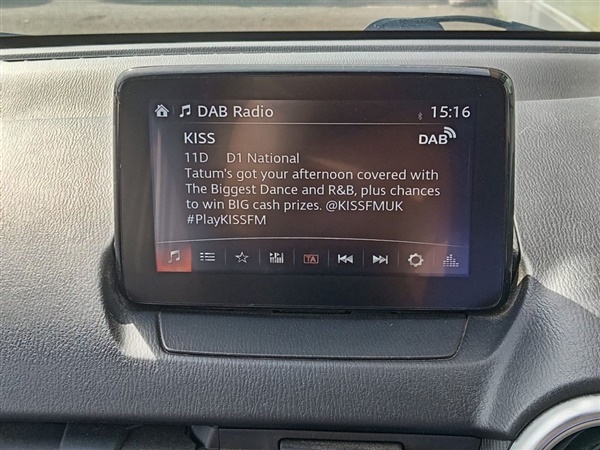 DAB Radio 15:16
KISS DAB
11D D1 National
Tatum's got your afternoon covered with
The Biggest Dance and R&B, plus chances
to win BIG cash prizes. @KISSFMUK
#PlayKISSFM
TA